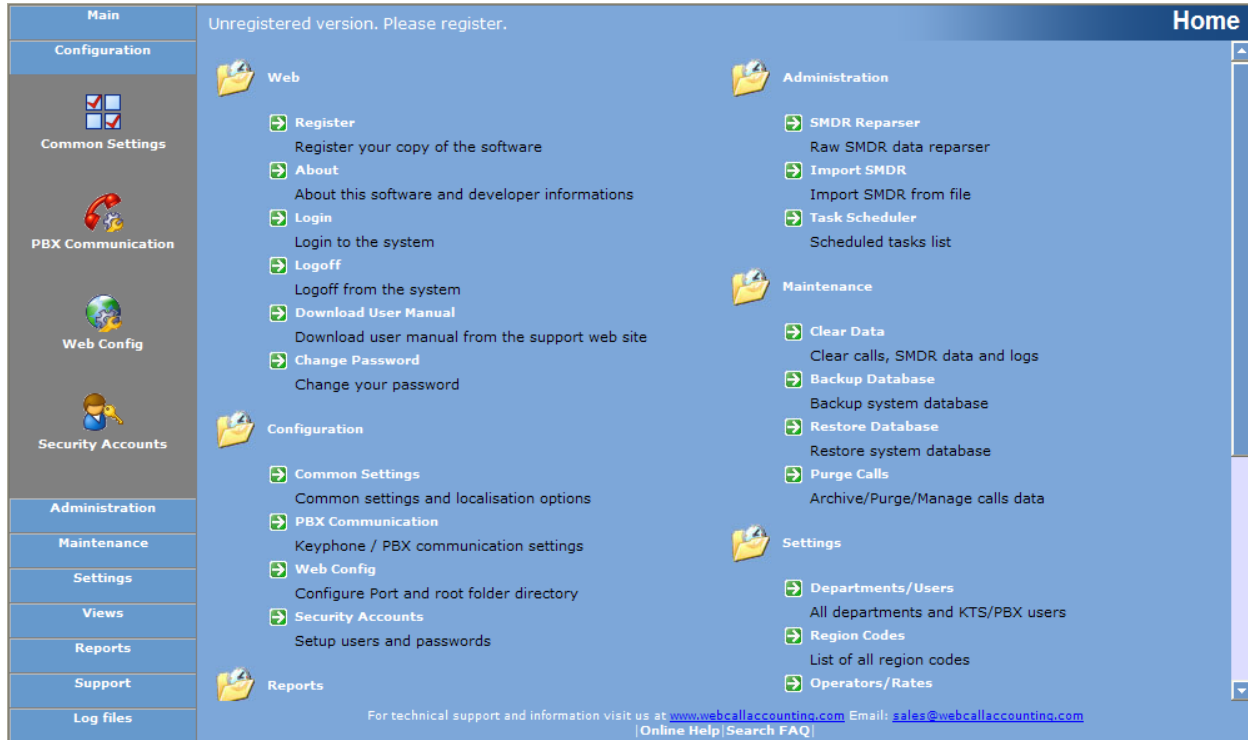 Main
Configuration
Common Settings
PBX Communication
Web Config
Security Accounts
Administration
Maintenance
Settings
Views
Reports
Support
Log files
Unregistered version. Please register.
Home
Web
Register
Register your copy of the software
About
About this software and developer informations
Login
Login to the system
Logoff
Logoff from the system
Download User Manual
Download user manual from the support web site
Change Password
Change your password
Configuration
Common Settings
Common settings and localisation options
PBX Communication
Keyphone / PBX communication settings
Web Config
Configure Port and root folder directory
Security Accounts
Setup users and passwords
Reports
Administration
SMDR Reparser
Raw SMDR data reparser
Import SMDR
Import SMDR from file
Task Scheduler
Scheduled tasks list
Maintenance
Clear Data
Clear calls, SMDR data and logs
Backup Database
Backup system database
Restore Database
Restore system database
Purge Calls
Archive/Purge/Manage calls data
Settings
Departments/Users
All departments and KTS/PBX users
Region Codes
List of all region codes
Operators/Rates
For technical support and information visit us at www.webcallaccounting.com Email: sales@webcallaccounting.com
|Online Help|Search FAQ|